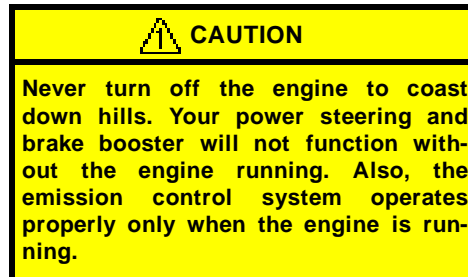 CAUTION
Never turn off the engine to coast
down hills. Your power steering and
brake booster will not function with-
out the engine running. Also, the
emission control system operates
properly only when the engine is run-
ning.